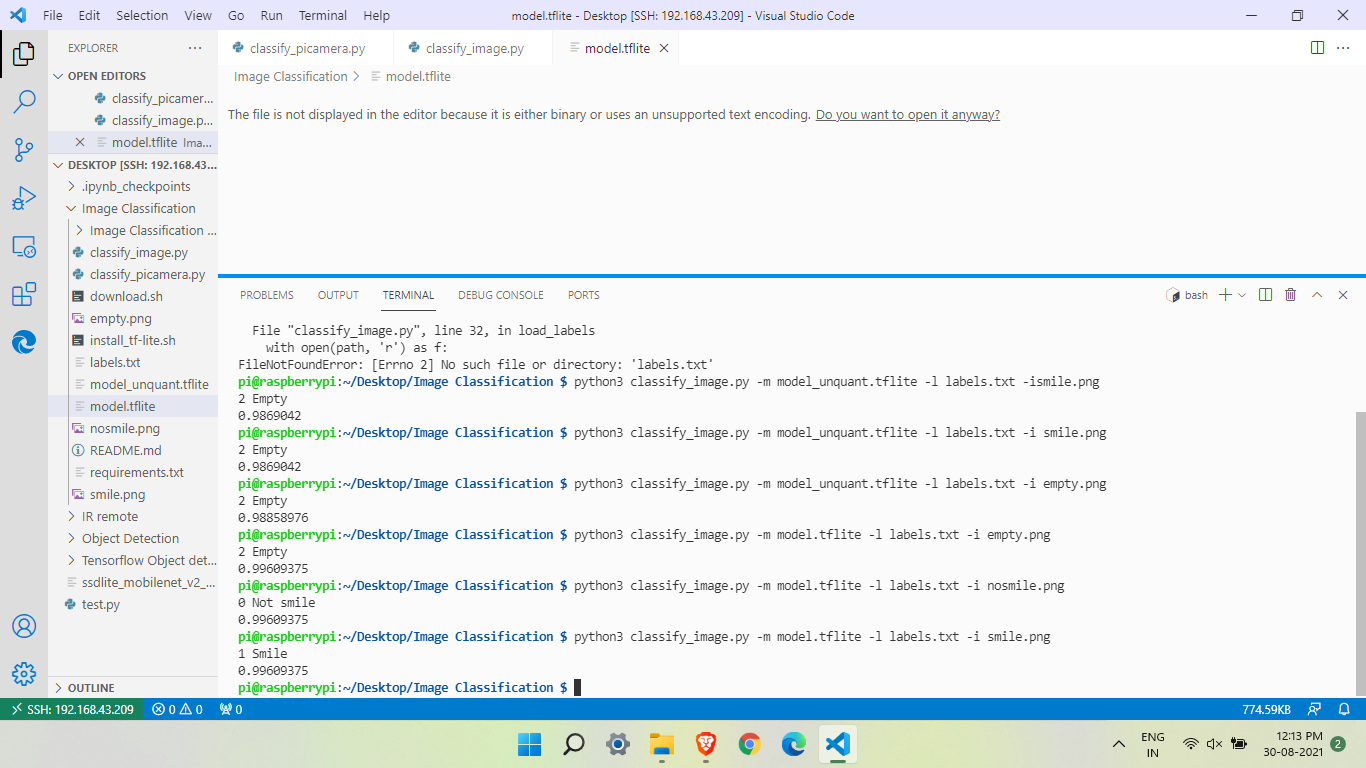 File Edit Selection View Go Run Terminal Help
model.tflite - Desktop [SSH: 192.168.43.209] - Visual Studio Code
EXPLORER
OPEN EDITORS
classify_picamer...
classify_image.p...
model.tflite Ima...
DESKTOP [SSH: 192.168.43...
.ipynb_checkpoints
Image Classification
Image Classification ...
classify_image.py
classify_picamera.py
download.sh
empty.png
install_tf-lite.sh
labels.txt
model_unquant.tflite
model.tflite
nosmile.png
README.md
requirements.txt
smile.png
IR remote
Object Detection
Tensorflow Object det...
ssdlite_mobilenet_v2_...
test.py
OUTLINE
classify_picamera.py classify_image.py model.tflite
Image Classification > model.tflite
The file is not displayed in the editor because it is either binary or uses an unsupported text encoding. Do you want to open it anyway?
PROBLEMS OUTPUT TERMINAL DEBUG CONSOLE PORTS
bash
File "classify_image.py", line 32, in load_labels
with open(path, 'r') as f:
FileNotFoundError: [Errno 2] No such file or directory: 'labels.txt'
pi@raspberrypi:~/Desktop/Image Classification $ python3 classify_image.py -m model_unquant.tflite -l labels.txt -ismile.png
2 Empty
0.9869042
pi@raspberrypi:~/Desktop/Image Classification $ python3 classify_image.py -m model_unquant.tflite -l labels.txt -i smile.png
2 Empty
0.9869042
pi@raspberrypi:~/Desktop/Image Classification $ python3 classify_image.py -m model_unquant.tflite -l labels.txt -i empty.png
2 Empty
0.98858976
pi@raspberrypi:~/Desktop/Image Classification $ python3 classify_image.py -m model.tflite -l labels.txt -i empty.png
2 Empty
0.99609375
pi@raspberrypi:~/Desktop/Image Classification $ python3 classify_image.py -m model.tflite -l labels.txt -i nosmile.png
0 Not smile
0.99609375
pi@raspberrypi:~/Desktop/Image Classification $ python3 classify_image.py -m model.tflite -l labels.txt -i smile.png
1 Smile
0.99609375
pi@raspberrypi:~/Desktop/Image Classification $
SSH: 192.168.43.209 0 0 0
774.59KB
ENG
IN
12:13 PM
30-08-2021
2